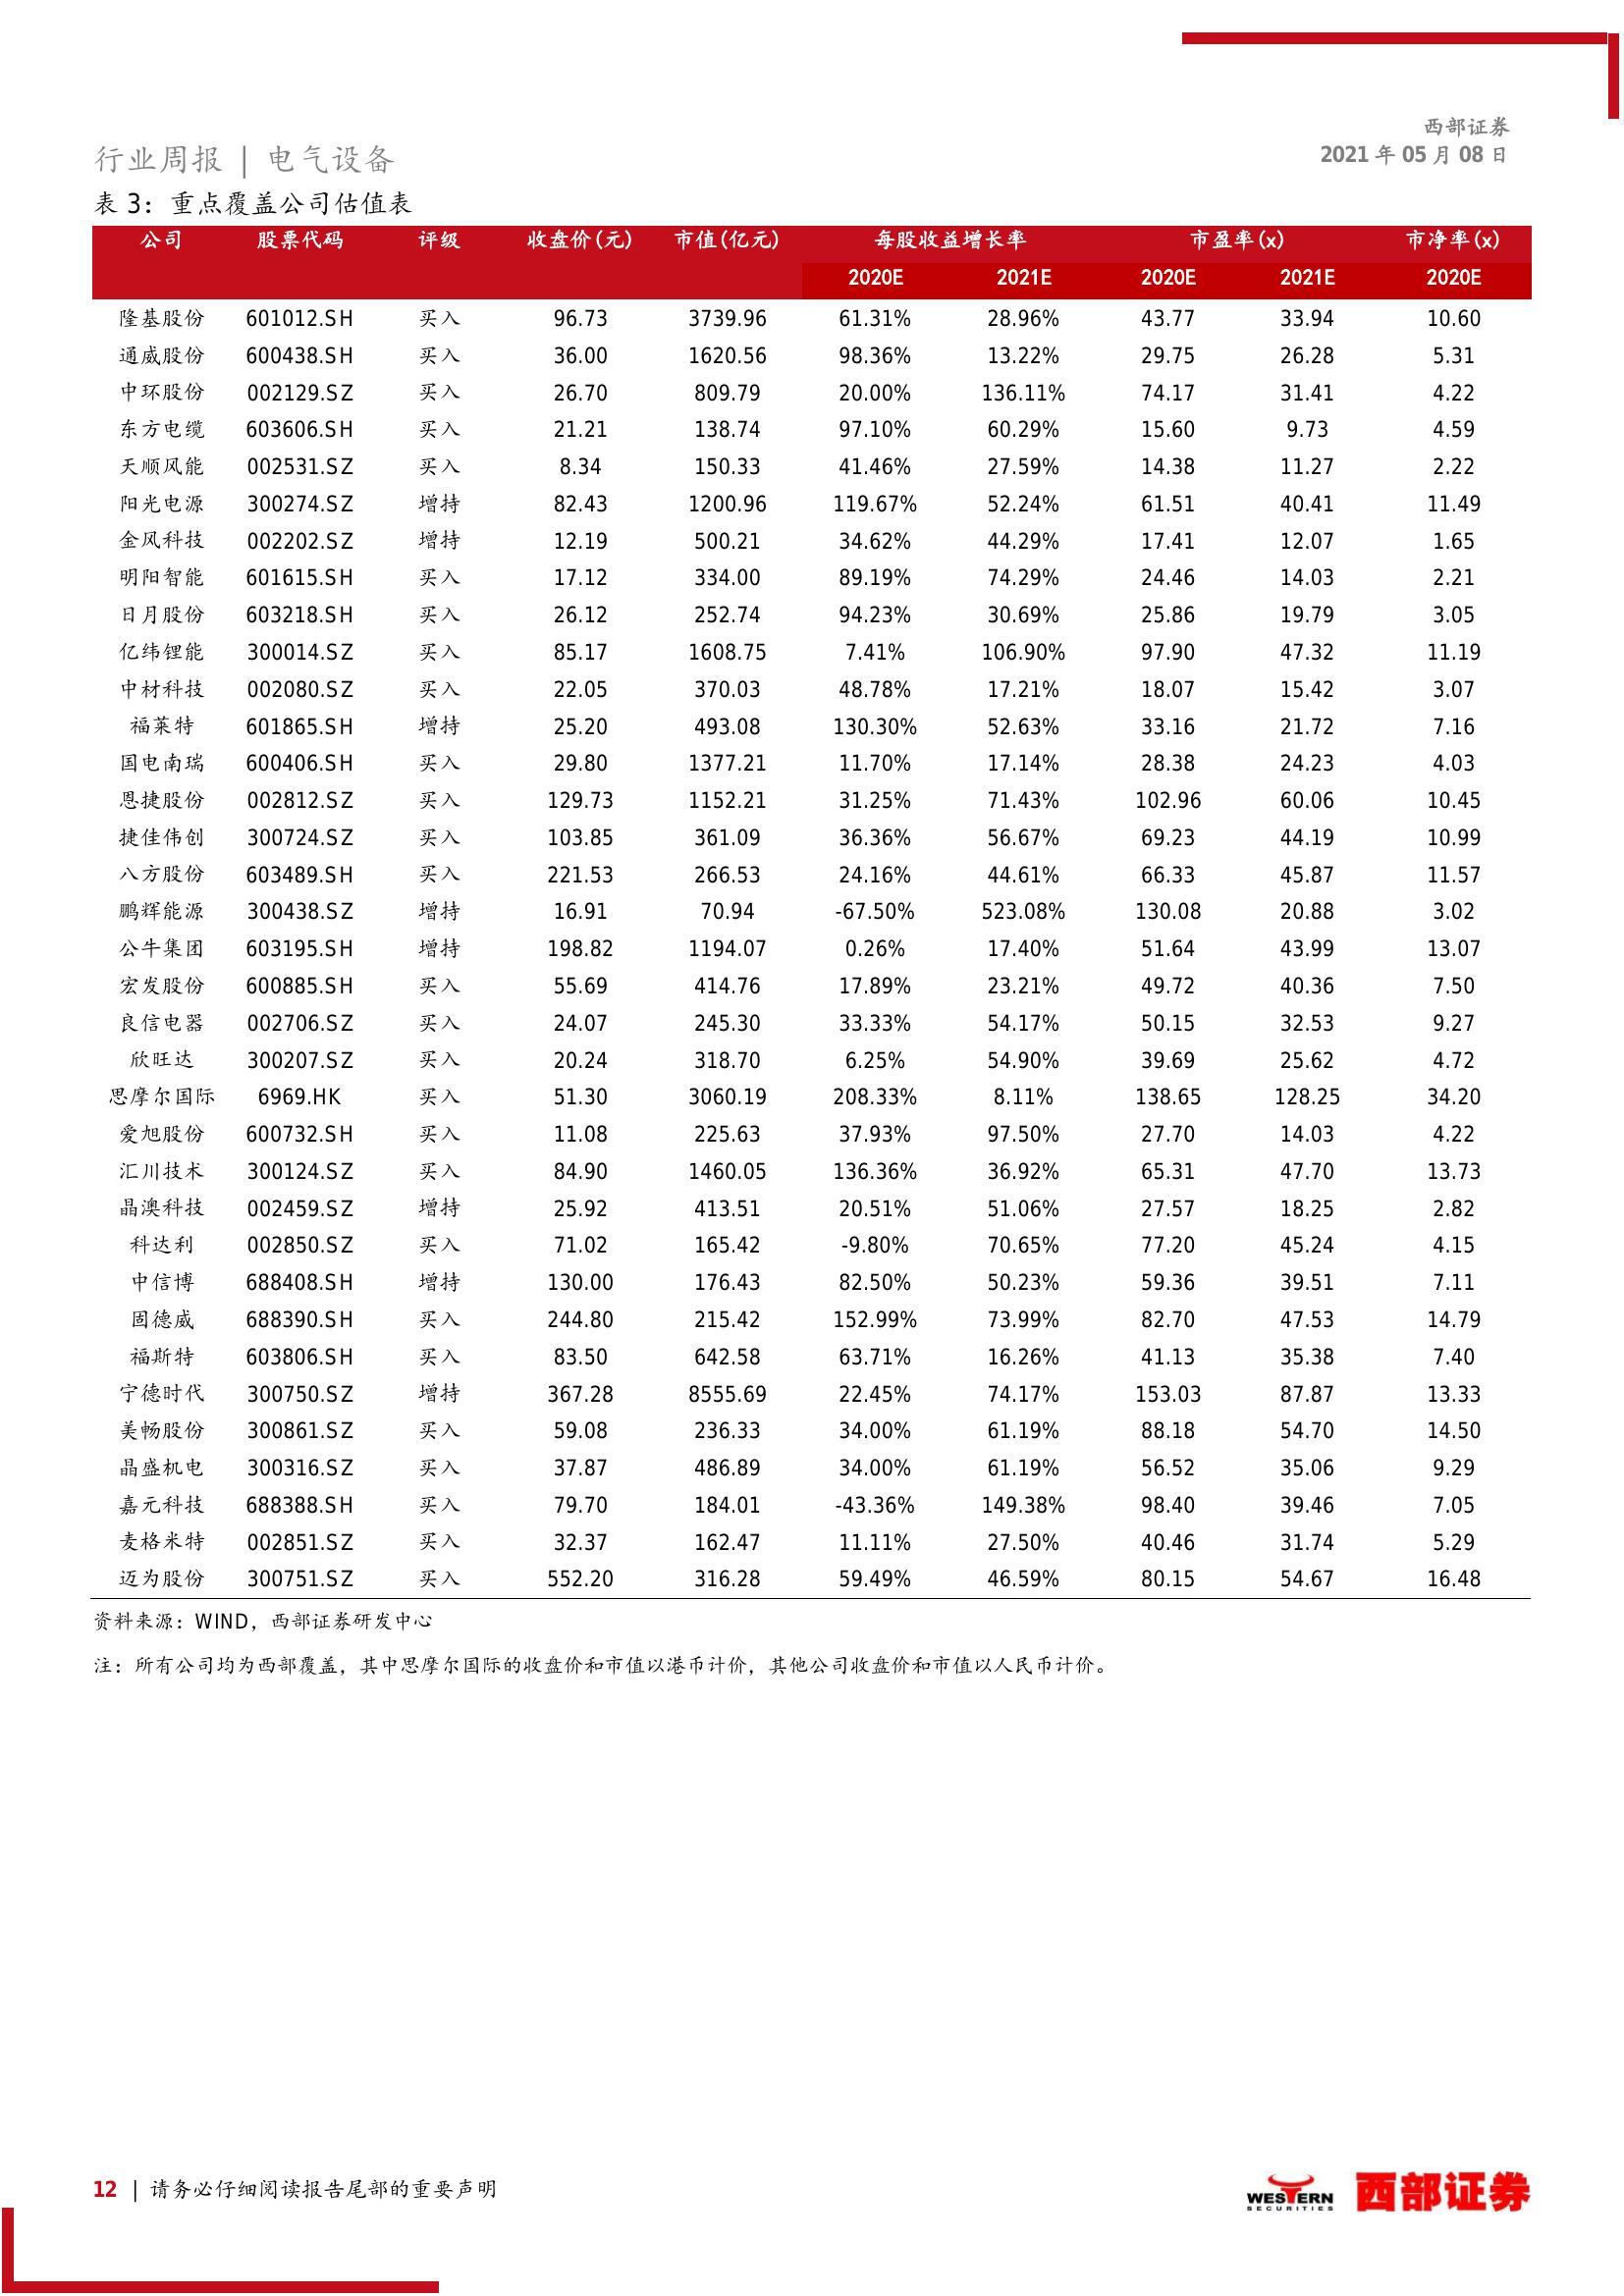 西部证券
行业周报 | 电气设备 2021 年 05 月 08 日
表 3：重点覆盖公司估值表
公司 股票代码 评级 收盘价(元) 市值(亿元) 每股收益增长率 市盈率(x) 市净率(x)
2020E 2021E 2020E 2021E 2020E
隆基股份 601012.SH 买入 96.73 3739.96 61.31% 28.96% 43.77 33.94 10.60
通威股份 600438.SH 买入 36.00 1620.56 98.36% 13.22% 29.75 26.28 5.31
中环股份 002129.SZ 买入 26.70 809.79 20.00% 136.11% 74.17 31.41 4.22
东方电缆 603606.SH 买入 21.21 138.74 97.10% 60.29% 15.60 9.73 4.59
天顺风能 002531.SZ 买入 8.34 150.33 41.46% 27.59% 14.38 11.27 2.22
阳光电源 300274.SZ 增持 82.43 1200.96 119.67% 52.24% 61.51 40.41 11.49
金风科技 002202.SZ 增持 12.19 500.21 34.62% 44.29% 17.41 12.07 1.65
明阳智能 601615.SH 买入 17.12 334.00 89.19% 74.29% 24.46 14.03 2.21
日月股份 603218.SH 买入 26.12 252.74 94.23% 30.69% 25.86 19.79 3.05
亿纬锂能 300014.SZ 买入 85.17 1608.75 7.41% 106.90% 97.90 47.32 11.19
中材科技 002080.SZ 买入 22.05 370.03 48.78% 17.21% 18.07 15.42 3.07
福莱特 601865.SH 增持 25.20 493.08 130.30% 52.63% 33.16 21.72 7.16
国电南瑞 600406.SH 买入 29.80 1377.21 11.70% 17.14% 28.38 24.23 4.03
恩捷股份 002812.SZ 买入 129.73 1152.21 31.25% 71.43% 102.96 60.06 10.45
捷佳伟创 300724.SZ 买入 103.85 361.09 36.36% 56.67% 69.23 44.19 10.99
八方股份 603489.SH 买入 221.53 266.53 24.16% 44.61% 66.33 45.87 11.57
鹏辉能源 300438.SZ 增持 16.91 70.94 -67.50% 523.08% 130.08 20.88 3.02
公牛集团 603195.SH 增持 198.82 1194.07 0.26% 17.40% 51.64 43.99 13.07
宏发股份 600885.SH 买入 55.69 414.76 17.89% 23.21% 49.72 40.36 7.50
良信电器 002706.SZ 买入 24.07 245.30 33.33% 54.17% 50.15 32.53 9.27
欣旺达 300207.SZ 买入 20.24 318.70 6.25% 54.90% 39.69 25.62 4.72
思摩尔国际 6969.HK 买入 51.30 3060.19 208.33% 8.11% 138.65 128.25 34.20
爱旭股份 600732.SH 买入 11.08 225.63 37.93% 97.50% 27.70 14.03 4.22
汇川技术 300124.SZ 买入 84.90 1460.05 136.36% 36.92% 65.31 47.70 13.73
晶澳科技 002459.SZ 增持 25.92 413.51 20.51% 51.06% 27.57 18.25 2.82
科达利 002850.SZ 买入 71.02 165.42 -9.80% 70.65% 77.20 45.24 4.15
中信博 688408.SH 增持 130.00 176.43 82.50% 50.23% 59.36 39.51 7.11
固德威 688390.SH 买入 244.80 215.42 152.99% 73.99% 82.70 47.53 14.79
福斯特 603806.SH 买入 83.50 642.58 63.71% 16.26% 41.13 35.38 7.40
宁德时代 300750.SZ 增持 367.28 8555.69 22.45% 74.17% 153.03 87.87 13.33
美畅股份 300861.SZ 买入 59.08 236.33 34.00% 61.19% 88.18 54.70 14.50
晶盛机电 300316.SZ 买入 37.87 486.89 34.00% 61.19% 56.52 35.06 9.29
嘉元科技 688388.SH 买入 79.70 184.01 -43.36% 149.38% 98.40 39.46 7.05
麦格米特 002851.SZ 买入 32.37 162.47 11.11% 27.50% 40.46 31.74 5.29
迈为股份 300751.SZ 买入 552.20 316.28 59.49% 46.59% 80.15 54.67 16.48
资料来源：WIND，西部证券研发中心
注：所有公司均为西部覆盖，其中思摩尔国际的收盘价和市值以港币计价，其他公司收盘价和市值以人民币计价。
12 | 请务必仔细阅读报告尾部的重要声明
WESTERN SECURITIES 西部证券